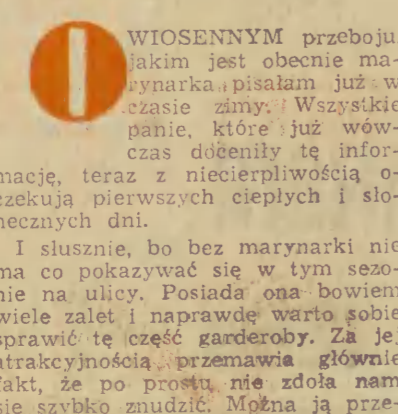 O WIOSENNYM przeboju,
jakim jest obecnie ma-
rynarka, pisałam już w
czasie zimy. Wszystkie
panie, które już wów-
czas doceniły tę infor-
mację, teraz z niecierpliwością o-
czekują pierwszych ciepłych i sło-
necznych dni.
I słusznie, bo bez marynarki nie
ma co pokazywać się w tym sezo-
nie na ulicy. Posiada ona bowiem
wiele zalet i naprawdę warto sobie
sprawić tę część garderoby. Za jej
atrakcyjnością przemawia głównie
fakt, że po prostu nie zdoła nam
się szybko znudzić. Można ją prze-